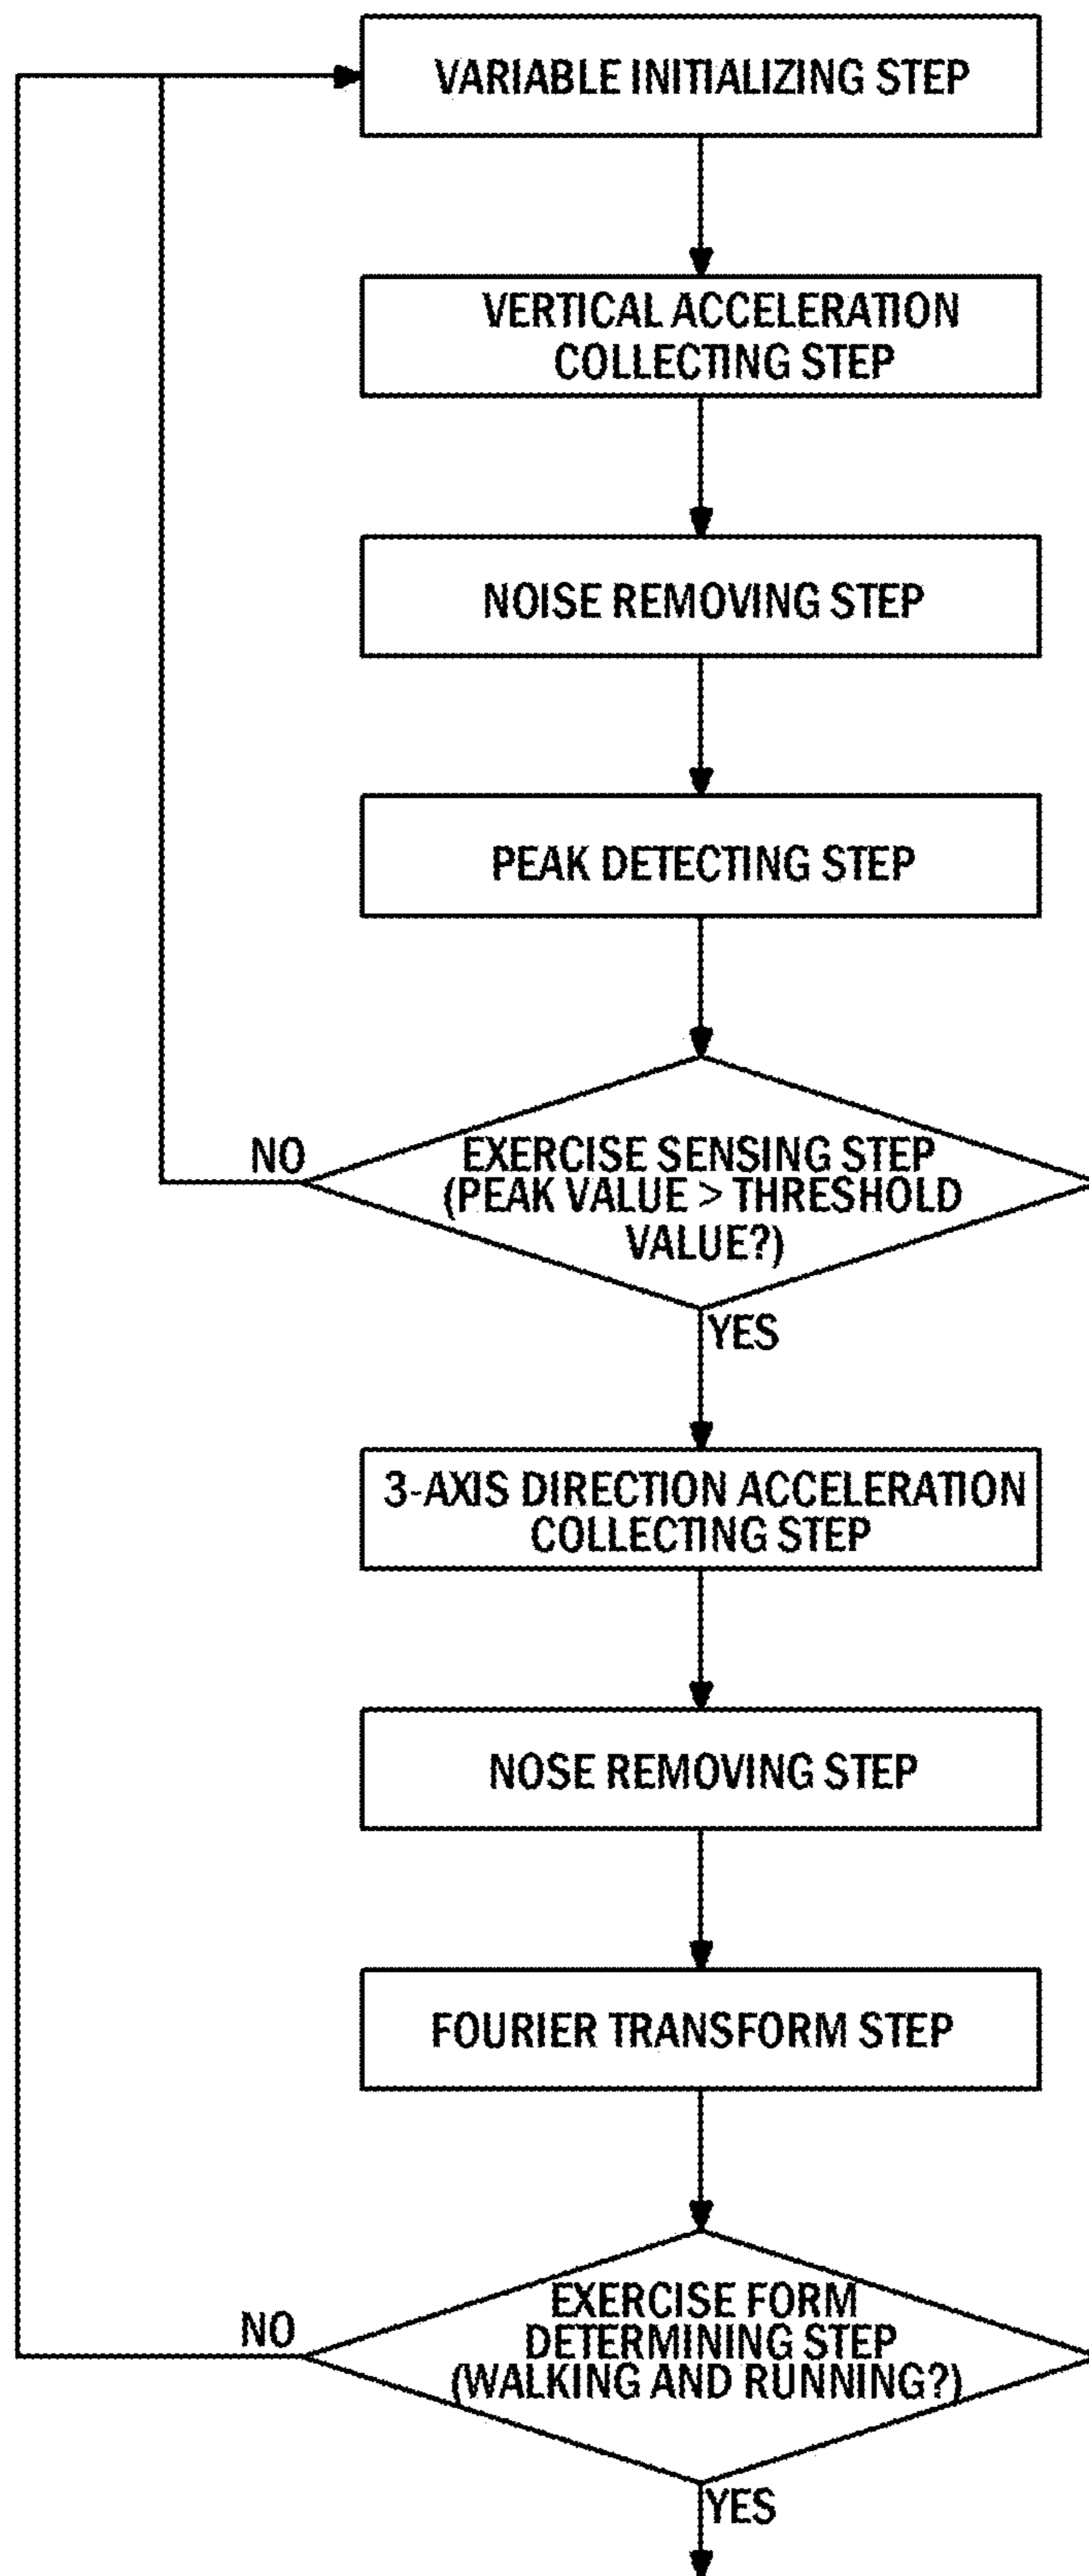 VARIABLE INITIALIZING STEP
VERTICAL ACCELERATION
COLLECTING STEP
NOISE REMOVING STEP
PEAK DETECTING STEP
NO
EXERCISE SENSING STEP
(PEAK VALUE > THRESHOLD
VALUE?)
YES
3-AXIS DIRECTION ACCELERATION
COLLECTING STEP
NOSE REMOVING STEP
FOURIER TRANSFORM STEP
NO
EXERCISE FORM
DETERMINING STEP
(WALKING AND RUNNING?)
YES